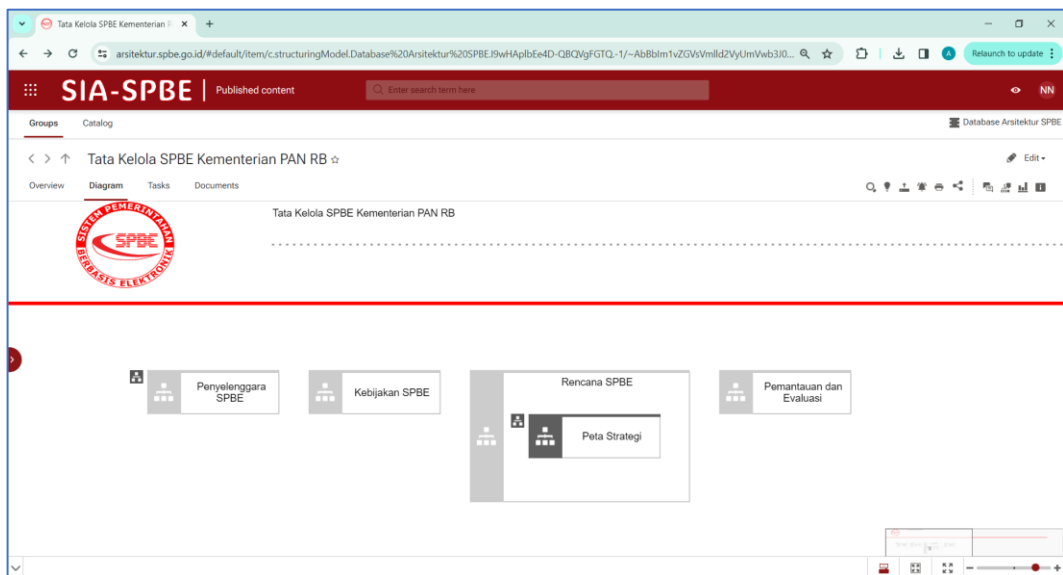 Tata Kelola SPBE Kementerian P
arsitektur.spbe.go.id/#default/item/c.structuringModel.Database%20Arsitektur%20SPBE.I9wHAplbEe4D-QBQVgFGTQ.-1/~AbBbIm1vZGVsVmlld2VyUmVwb3J0...
A
Relaunch to update
SIA-SPBE
Published content
Enter search term here
NN
Groups
Catalog
Database Arsitektur SPBE
Tata Kelola SPBE Kementerian PAN RB
Edit
Overview
Diagram
Tasks
Documents
SISTEM PEMERINTAHAN
SPBE
BERBASIS ELEKTRONIK
Tata Kelola SPBE Kementerian PAN RB
Penyelenggara
SPBE
Kebijakan SPBE
Rencana SPBE
Peta Strategi
Pemantauan dan
Evaluasi